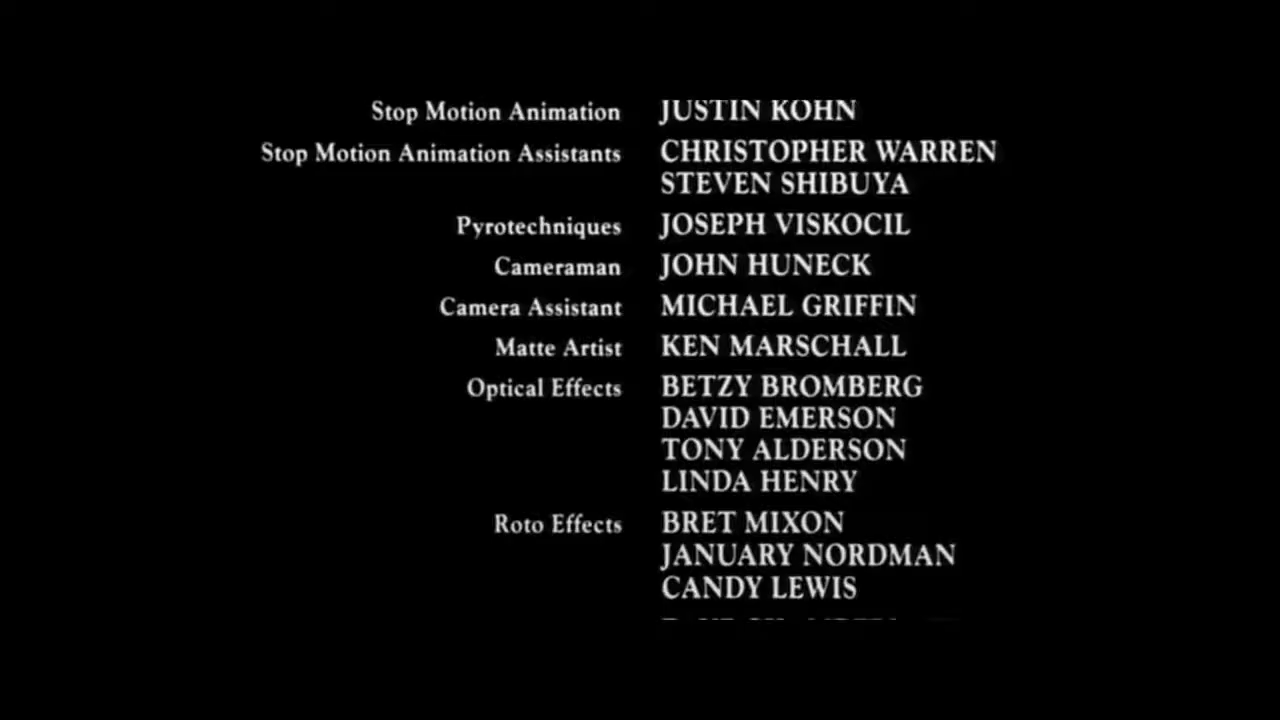 Stop Motion Animation JUSTIN KOHN
Stop Motion Animation Assistants CHRISTOPHER WARREN
STEVEN SHIBUYA
Pyrotechniques JOSEPH VISKOCIL
Cameraman JOHN HUNECK
Camera Assistant MICHAEL GRIFFIN
Matte Artist KEN MARSCHALL
Optical Effects BETZY BROMBERG
DAVID EMERSON
TONY ALDERSON
LINDA HENRY
Roto Effects BRET MIXON
JANUARY NORDMAN
CANDY LEWIS